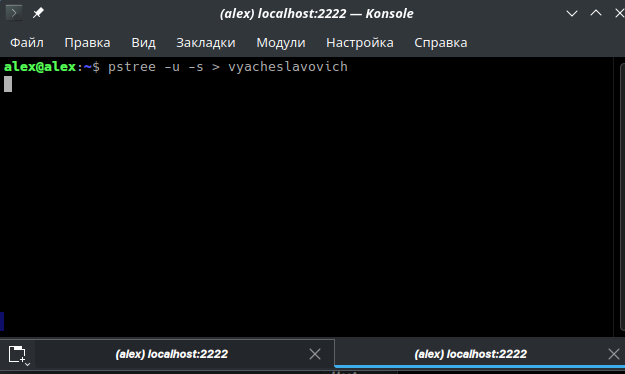 (alex) localhost:2222 — Konsole
Файл Правка Вид Закладки Модули Настройка Справка
alex@alex:~$ pstree -u -s > vyacheslavovich
(alex) localhost:2222 (alex) localhost:2222